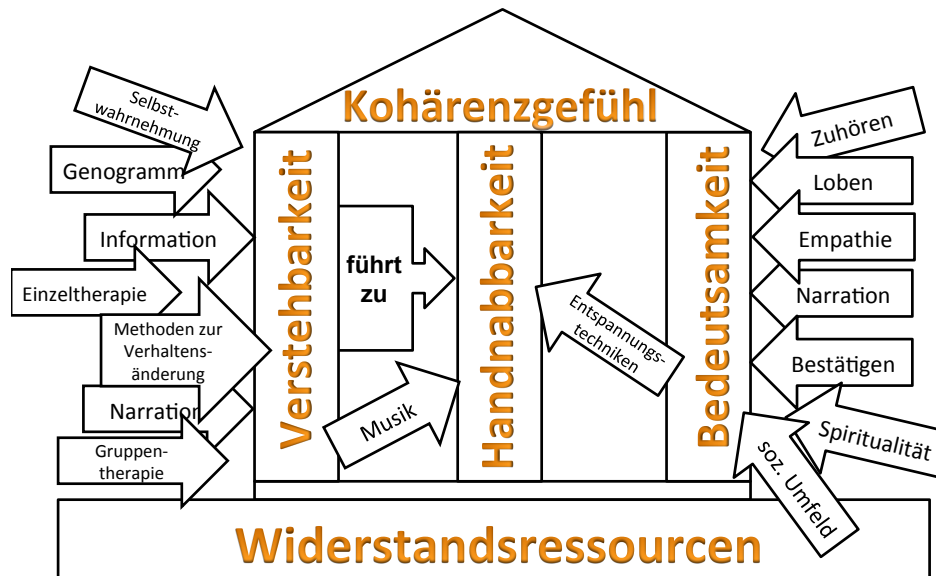 Kohärenzgefühl
Selbst-
wahrnehmung
Genogramm
Information
Einzeltherapie
Methoden zur
Verhaltens-
änderung
Narration
Gruppen-
therapie
Verstehbarkeit
führt
zu
Musik
Handnabbarkeit
Entspannungs-
techniken
Bedeutsamkeit
Zuhören
Loben
Empathie
Narration
Bestätigen
Spiritualität
soz. Umfeld
Widerstandsressourcen